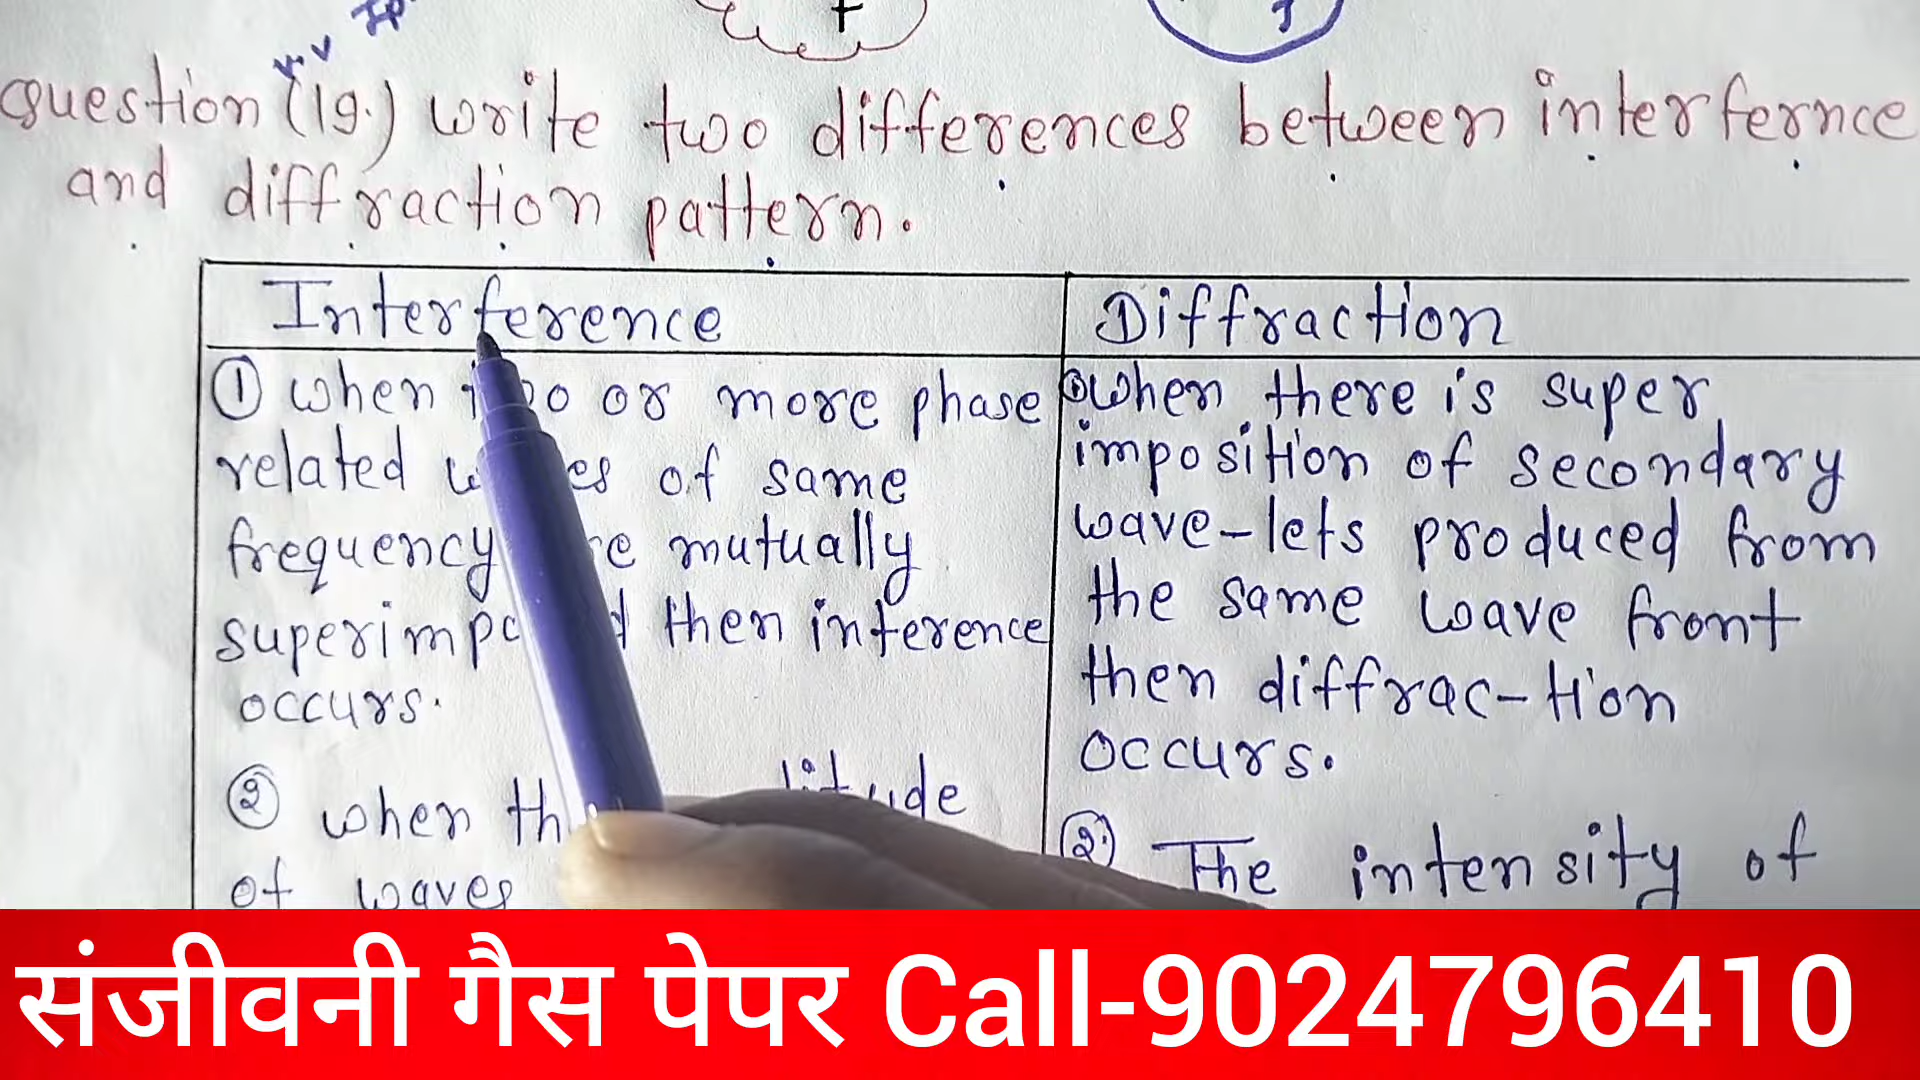 v.v Ip
question (19.) write two differences between interfernce
and diffraction pattern.
Interference
① when or more phase
related of same
frequency mutually
then inference
occurs.
② when
of waves
Diffraction
① when there is super
imposition of secondary
wave-lets produced from
the same wave front
then diffrac-tion
occurs.
②. The intensity of
संजीवनी गैस पेपर Call-9024796410